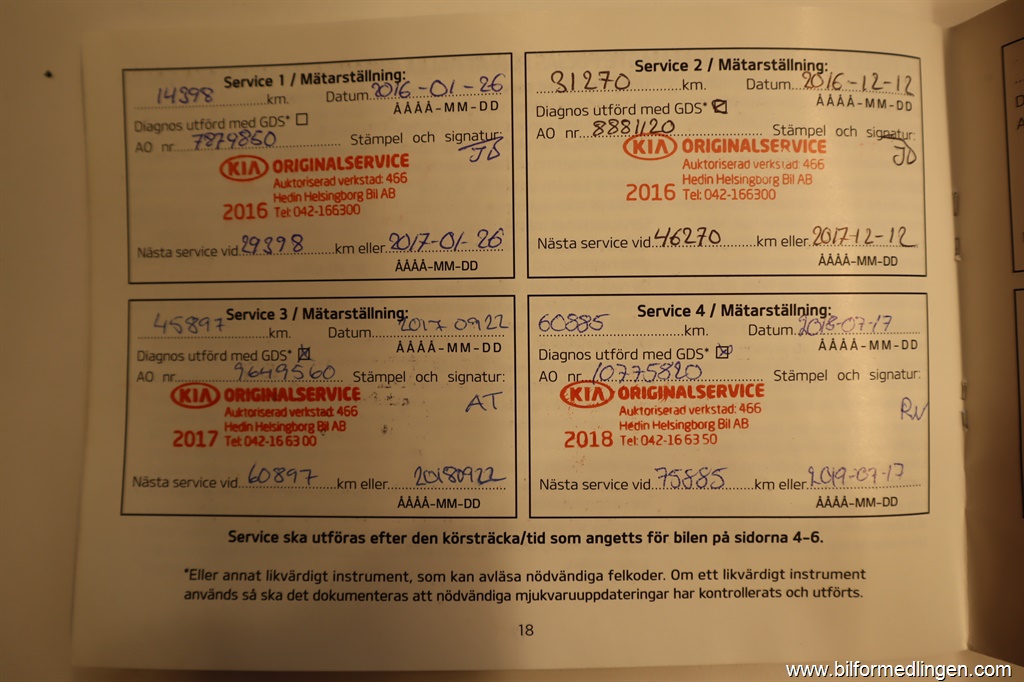 Service 1 / Mätarställning:
14398 km. Datum 2016-01-26
ÅÅÅÅ-MM-DD
Diagnos utförd med GDS*
AO nr. 7879860 Stämpel och signatur:
JD
KIA ORIGINALSERVICE
Auktoriserad verkstad: 466
Hedin Helsingborg Bil AB
2016 Tel: 042-166300
Nästa service vid 29398 km eller 2017-01-26
ÅÅÅÅ-MM-DD
Service 2 / Mätarställning:
31270 km. Datum 2016-12-12
ÅÅÅÅ-MM-DD
Diagnos utförd med GDS*
AO nr. 8881120 Stämpel och signatur:
JD
KIA ORIGINALSERVICE
Auktoriserad verkstad: 466
Hedin Helsingborg Bil AB
2016 Tel: 042-166300
Nästa service vid 46270 km eller 2017 12-12
ÅÅÅÅ-MM-DD
Service 3 / Mätarställning:
45897 km. Datum 2017 09 22
ÅÅÅÅ-MM-DD
Diagnos utförd med GDS*
AO nr 9649560 Stämpel och signatur:
AT
KIA ORIGINALSERVICE
Auktoriserad verkstad: 466
Hedin Helsingborg Bil AB
2017 Tel: 042-16 63 00
Nästa service vid 60897 km eller 20180922
ÅÅÅÅ-MM-DD
Service 4 / Mätarställning:
60885 km. Datum 2018-07-17
ÅÅÅÅ-MM-DD
Diagnos utförd med GDS*
AO nr. 10775820 Stämpel och signatur:
KIA ORIGINALSERVICE
Auktoriserad verkstad: 466
Hedin Helsingborg Bil AB
2018 Tel: 042-16 63 50
Nästa service vid 75885 km eller 2019-07-17
ÅÅÅÅ-MM-DD
Service ska utföras efter den körsträcka/tid som angetts för bilen på sidorna 4-6.
*Eller annat likvärdigt instrument, som kan avläsa nödvändiga felkoder. Om ett likvärdigt instrument
används så ska det dokumenteras att nödvändiga mjukvaruuppdateringar har kontrollerats och utförts.
18
www.bilformedlingen.com